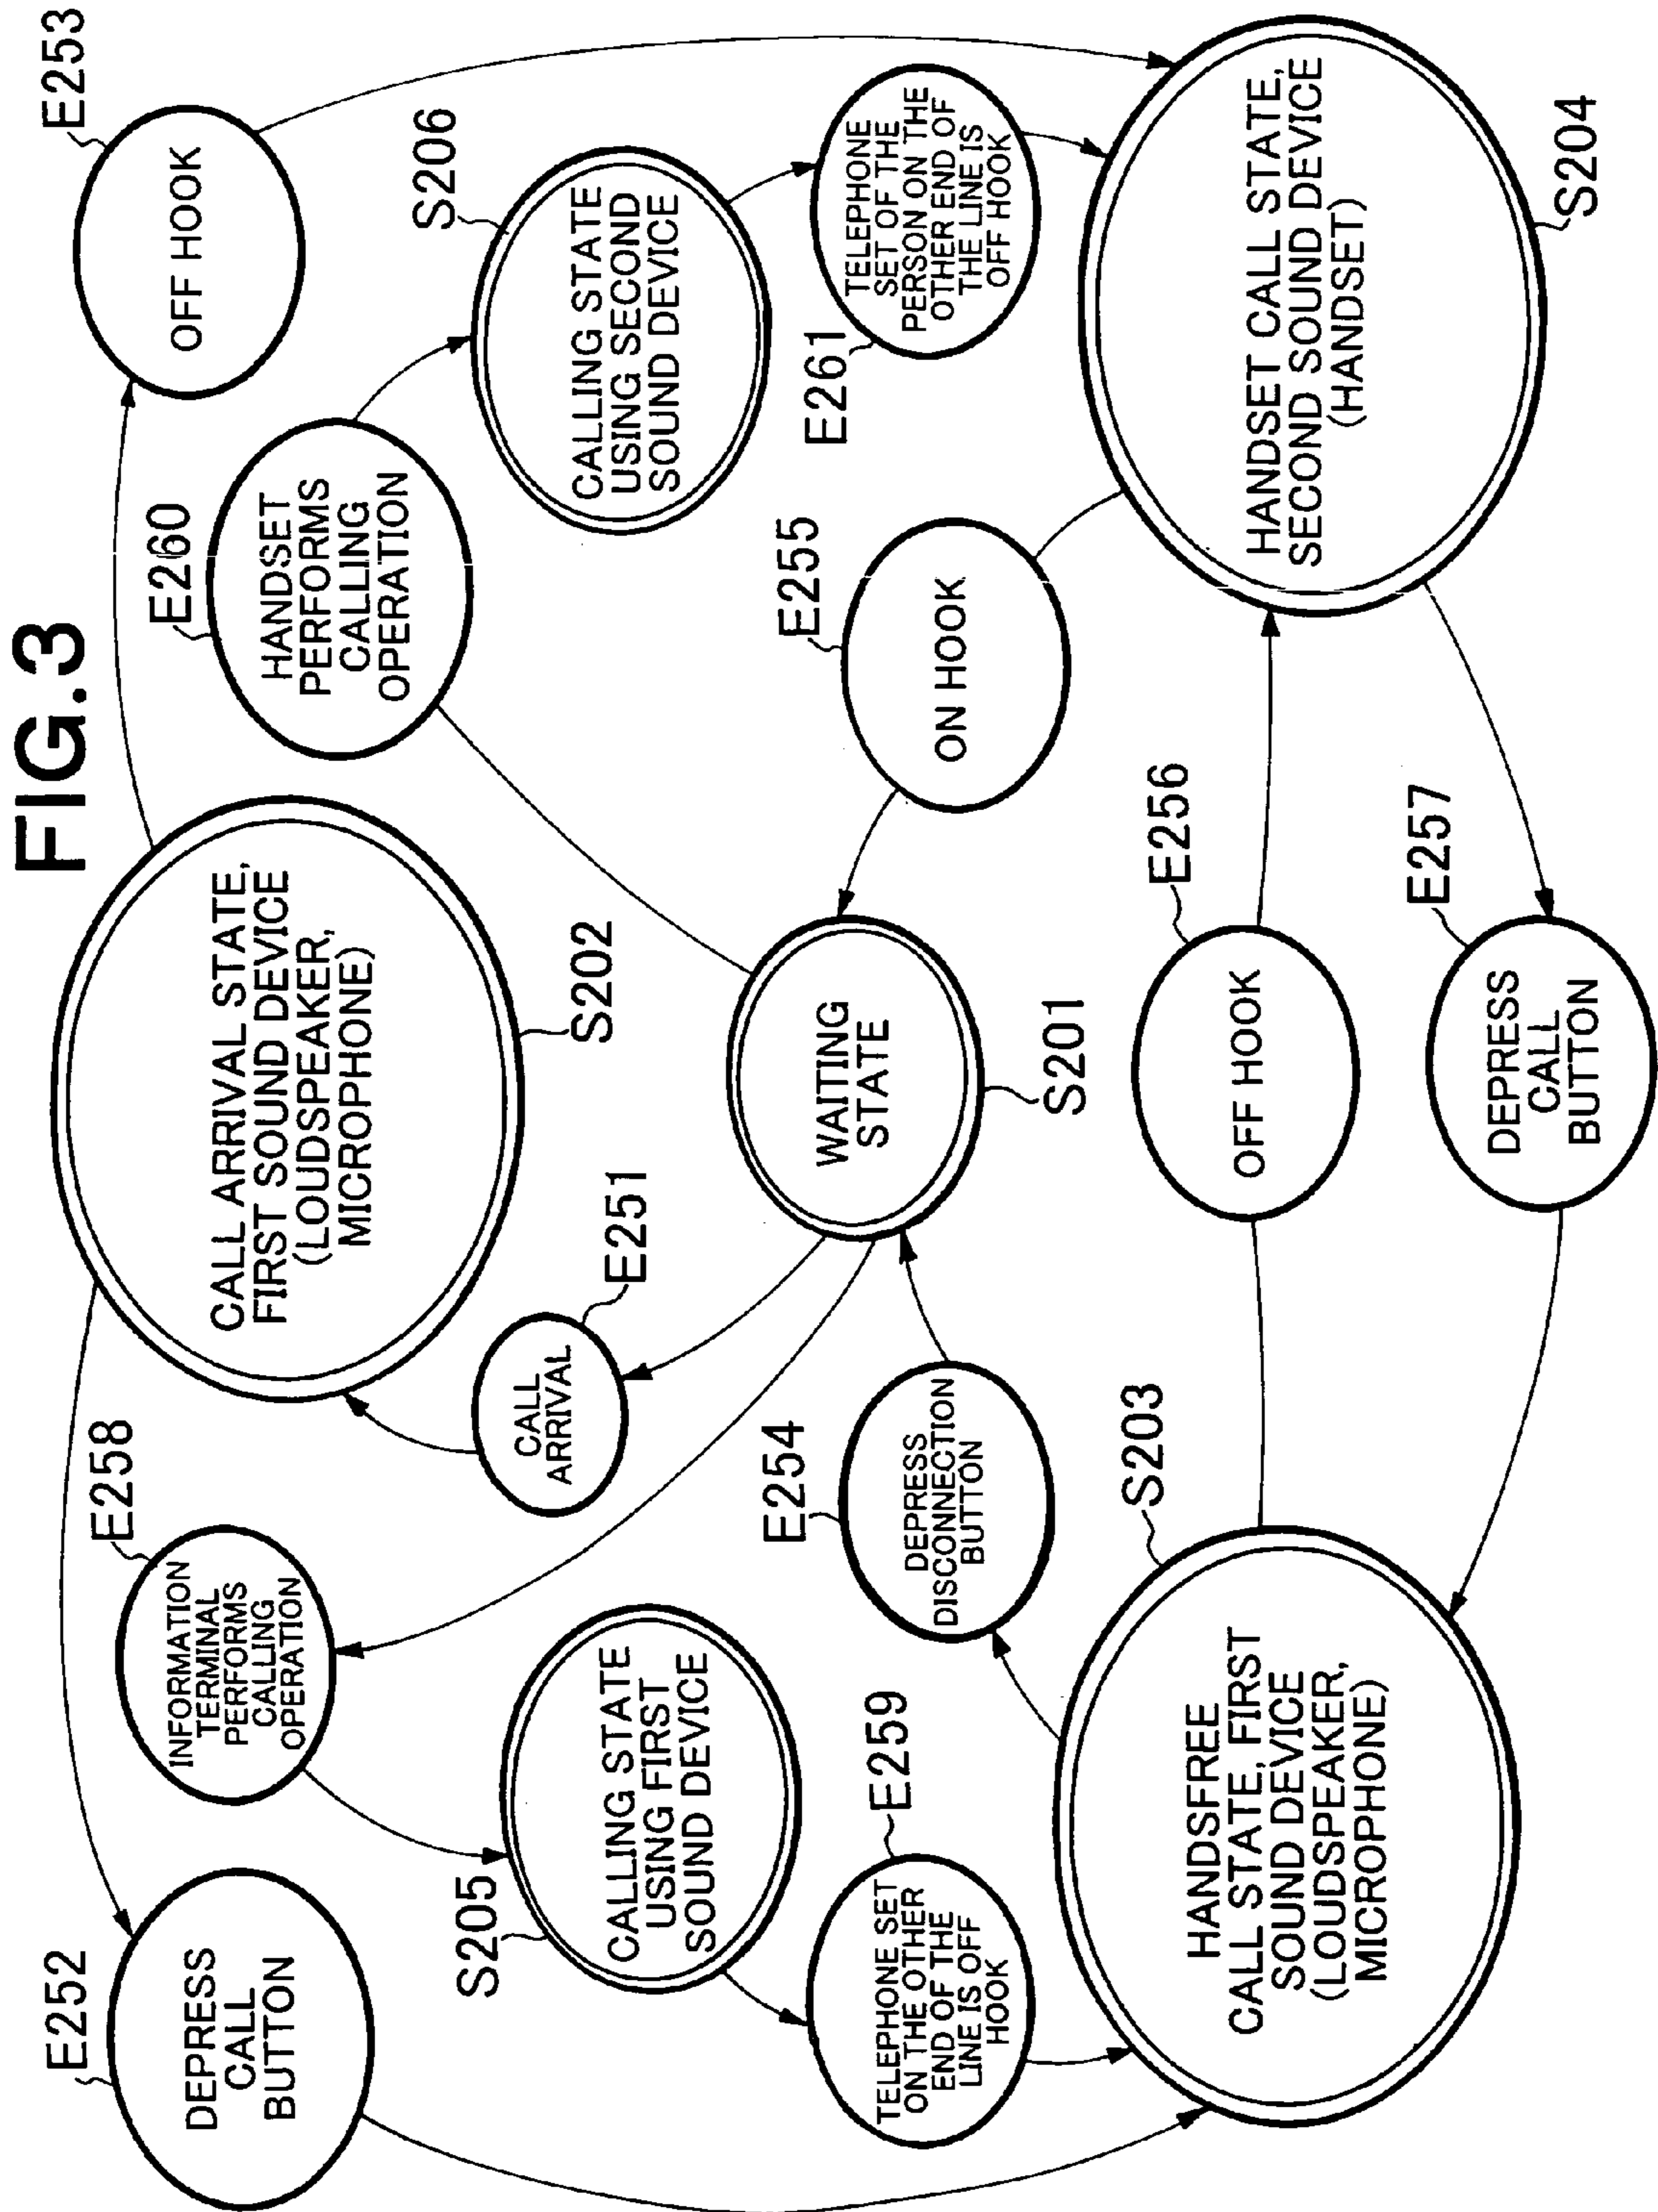 FIG.3
E252
DEPRESS
CALL
BUTTON
E258
INFORMATION
TERMINAL
PERFORMS
CALLING
OPERATION
CALL ARRIVAL STATE,
FIRST SOUND DEVICE
(LOUDSPEAKER,
MICROPHONE)
S202
E260
HANDSET
PERFORMS
CALLING
OPERATION
E253
OFF HOOK
S205
CALLING STATE
USING FIRST
SOUND DEVICE
CALL
ARRIVAL
E251
S206
CALLING STATE
USING SECOND
SOUND DEVICE
E259
TELEPHONE SET
ON THE OTHER
END OF THE
LINE IS OFF
HOOK
E254
DEPRESS
DISCONNECTION
BUTTON
WAITING
STATE
S201
E255
ON HOOK
E261
TELEPHONE
SET OF THE
PERSON ON THE
OTHER END OF
THE LINE IS
OFF HOOK
HANDSFREE
CALL STATE, FIRST
SOUND DEVICE
(LOUDSPEAKER,
MICROPHONE)
S203
E256
OFF HOOK
E257
DEPRESS
CALL
BUTTON
HANDSET CALL STATE,
SECOND SOUND DEVICE
(HANDSET)
S204